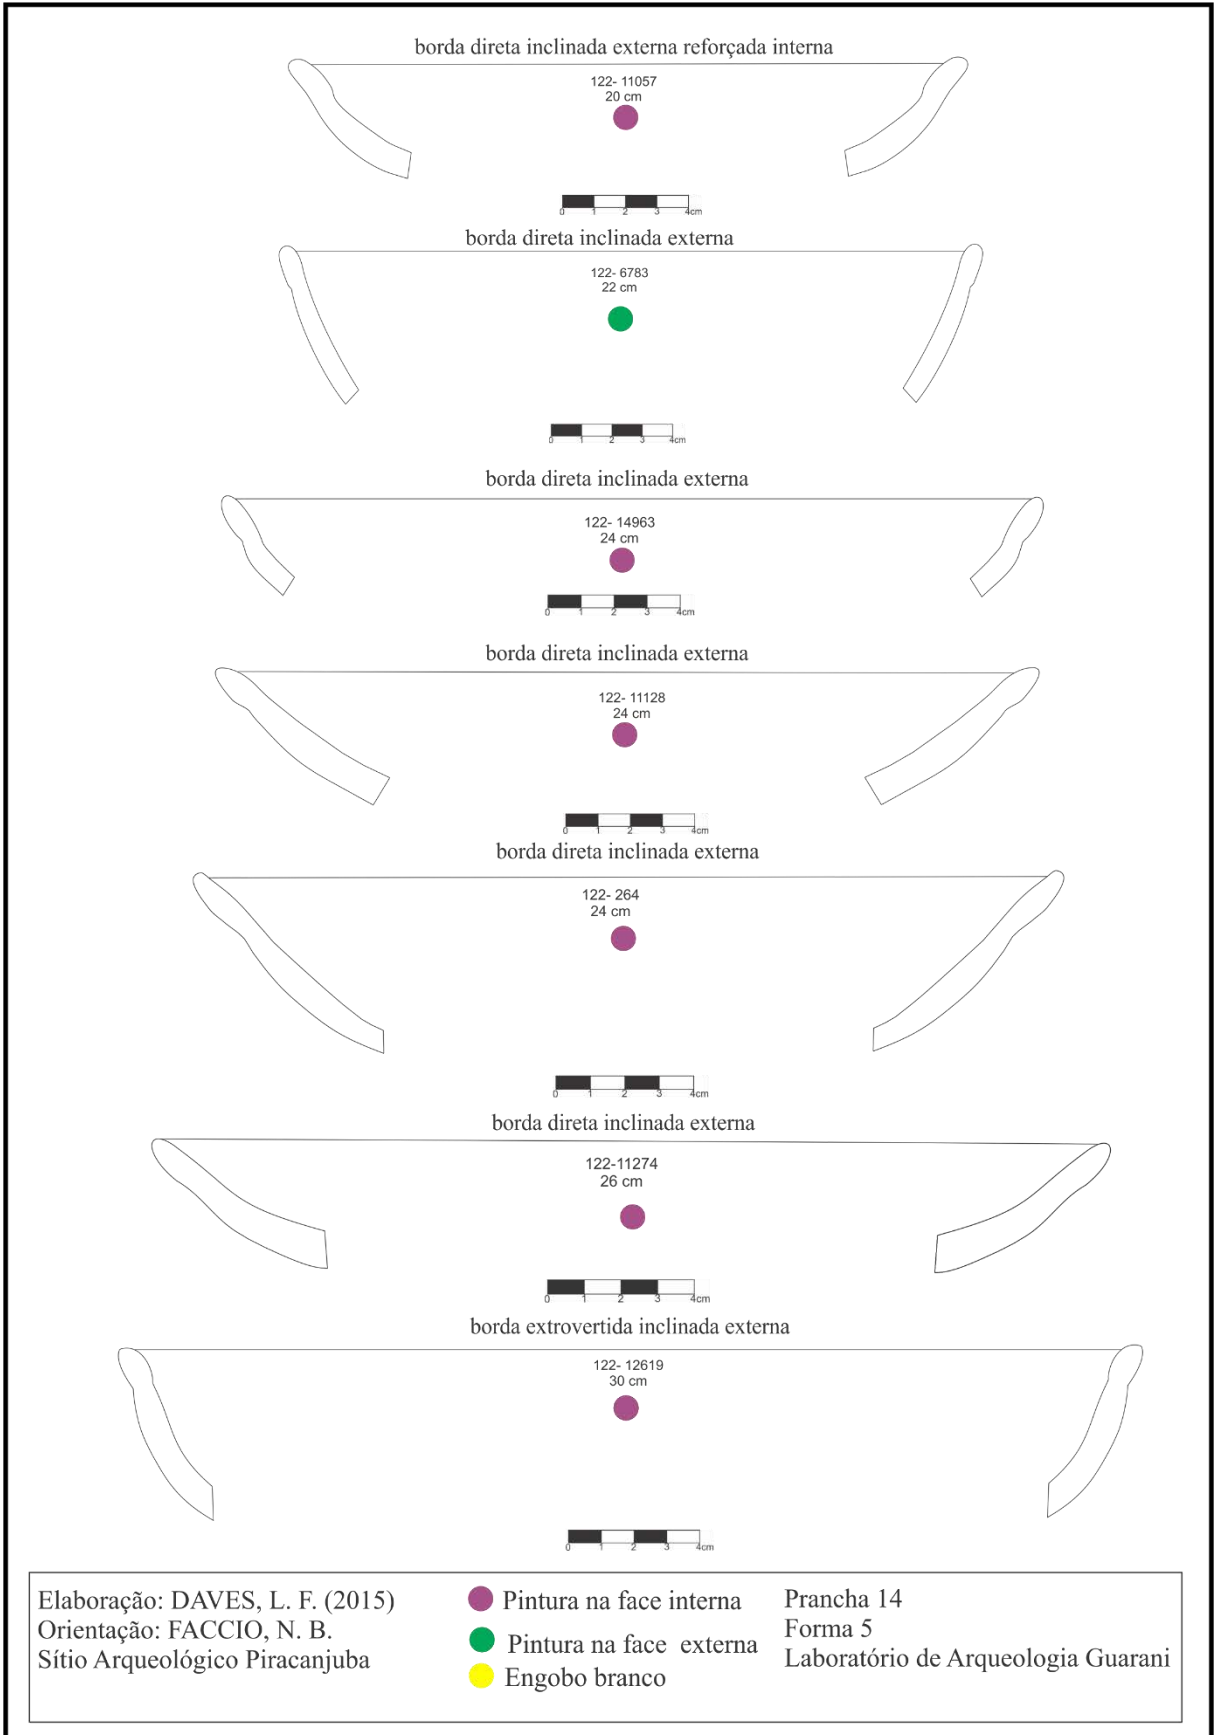 borda direta inclinada externa reforçada interna
122- 11057
20 cm
0 1 2 3 4cm
borda direta inclinada externa
122- 6783
22 cm
0 1 2 3 4cm
borda direta inclinada externa
122- 14963
24 cm
0 1 2 3 4cm
borda direta inclinada externa
122- 11128
24 cm
0 1 2 3 4cm
borda direta inclinada externa
122- 264
24 cm
0 1 2 3 4cm
borda direta inclinada externa
122-11274
26 cm
0 1 2 3 4cm
borda extrovertida inclinada externa
122- 12619
30 cm
0 1 2 3 4cm
Elaboração: DAVES, L. F. (2015)
Orientação: FACCIO, N. B.
Sítio Arqueológico Piracanjuba
Pintura na face interna
Pintura na face externa
Engobo branco
Prancha 14
Forma 5
Laboratório de Arqueologia Guarani